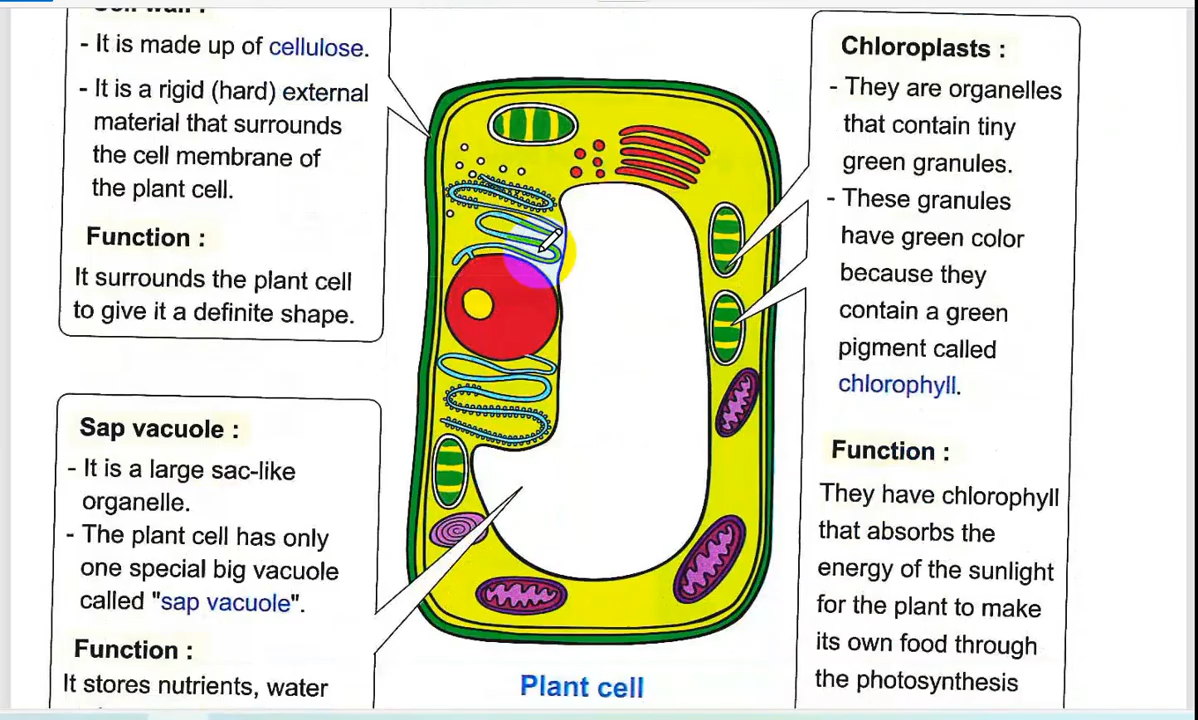 Cell wall :
- It is made up of cellulose.
- It is a rigid (hard) external
material that surrounds
the cell membrane of
the plant cell.
Function :
It surrounds the plant cell
to give it a definite shape.
Sap vacuole :
- It is a large sac-like
organelle.
- The plant cell has only
one special big vacuole
called "sap vacuole".
Function :
It stores nutrients, water
Plant cell
Chloroplasts :
- They are organelles
that contain tiny
green granules.
- These granules
have green color
because they
contain a green
pigment called
chlorophyll.
Function :
They have chlorophyll
that absorbs the
energy of the sunlight
for the plant to make
its own food through
the photosynthesis